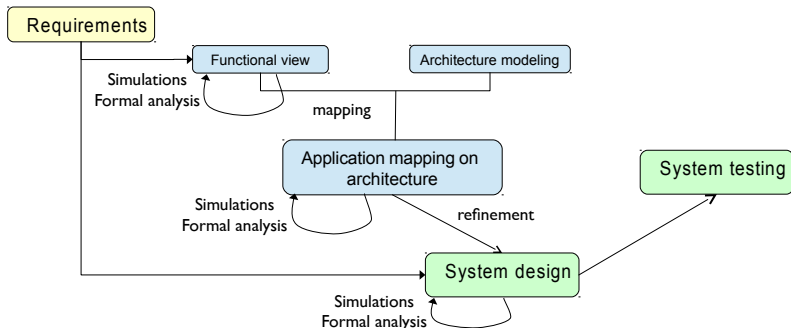 Requirements
Functional view
Architecture modeling
Simulations
Formal analysis
mapping
Application mapping on
architecture
System testing
Simulations
Formal analysis
refinement
System design
Simulations
Formal analysis